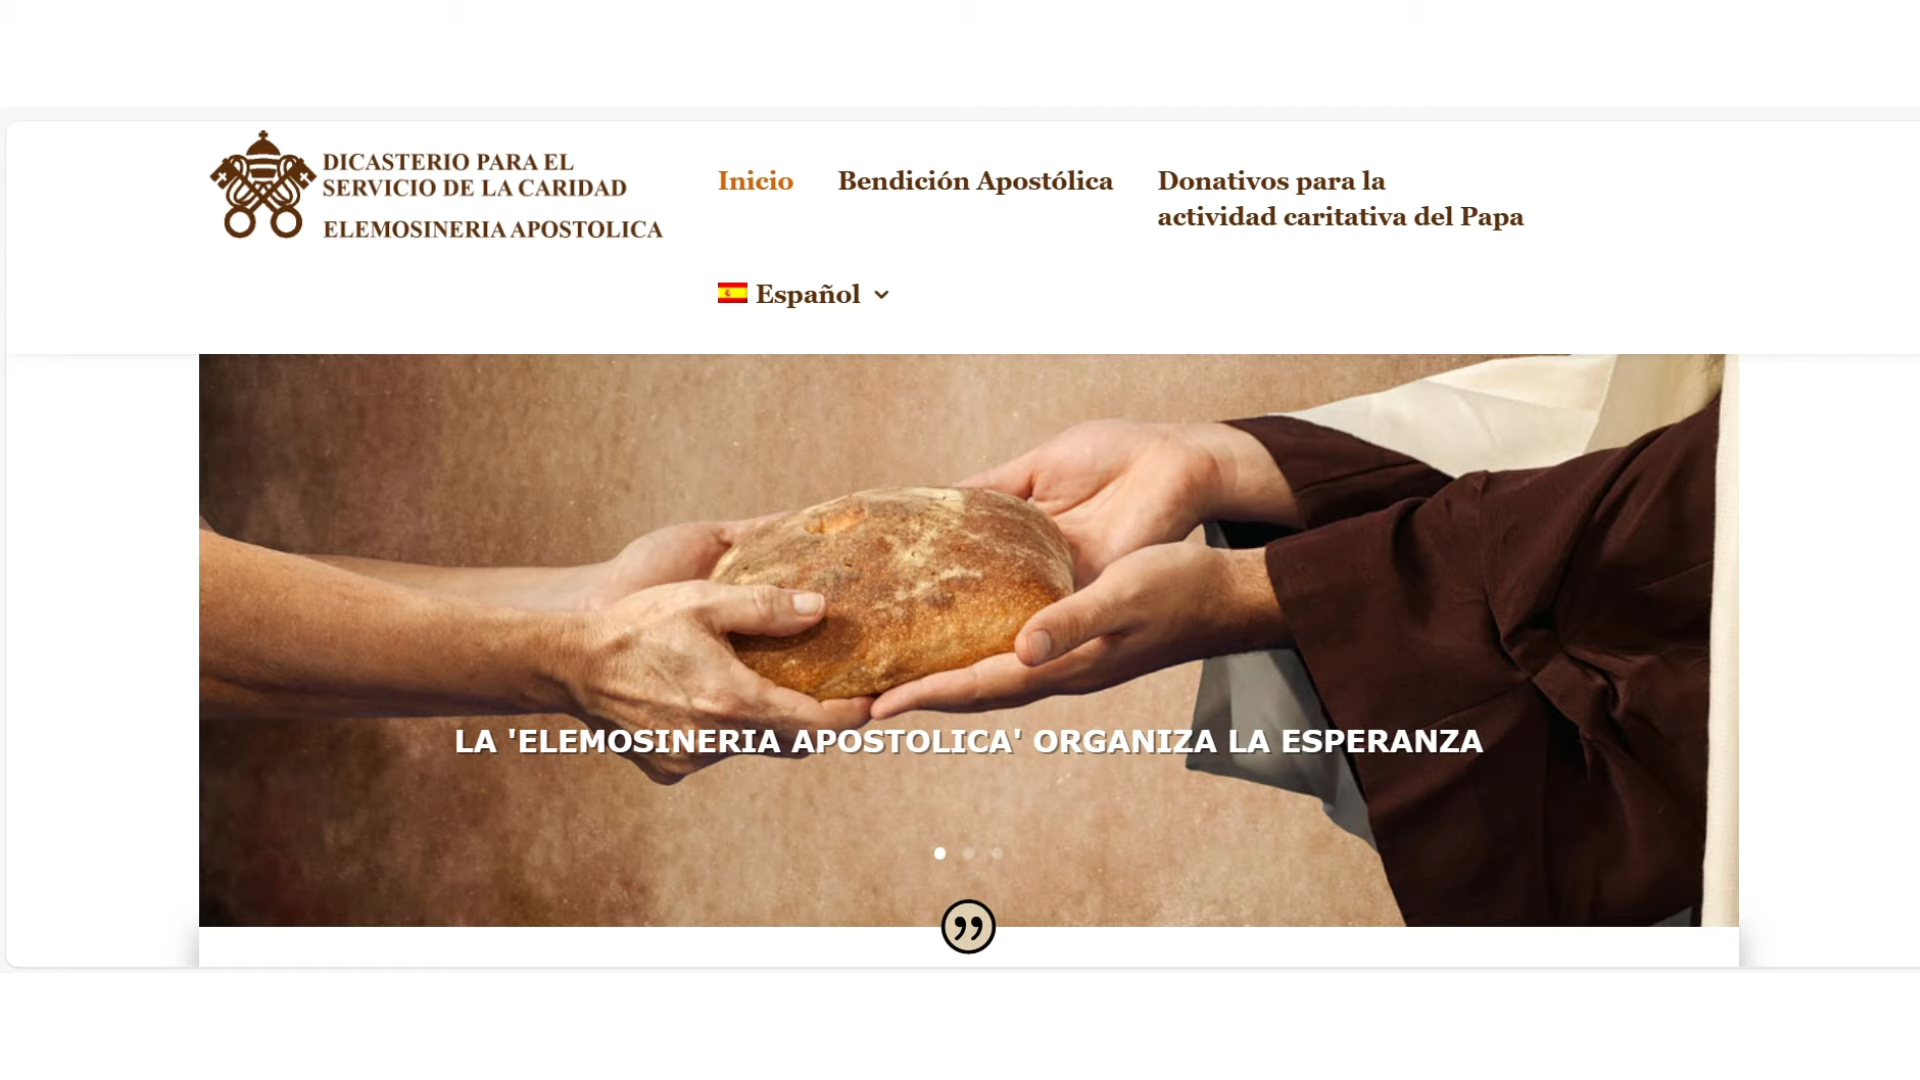 DICASTERIO PARA EL
SERVICIO DE LA CARIDAD
ELEMOSINERIA APOSTOLICA
Inicio
Bendición Apostólica
Donativos para la
actividad caritativa del Papa
Español
LA 'ELEMOSINERIA APOSTOLICA' ORGANIZA LA ESPERANZA